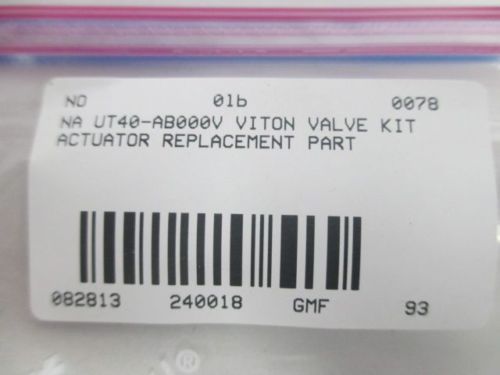 NO 01b 0078
NA UT40-AB000V VITON VALVE KIT
ACTUATOR REPLACEMENT PART
082813 240018 GMF 93
®